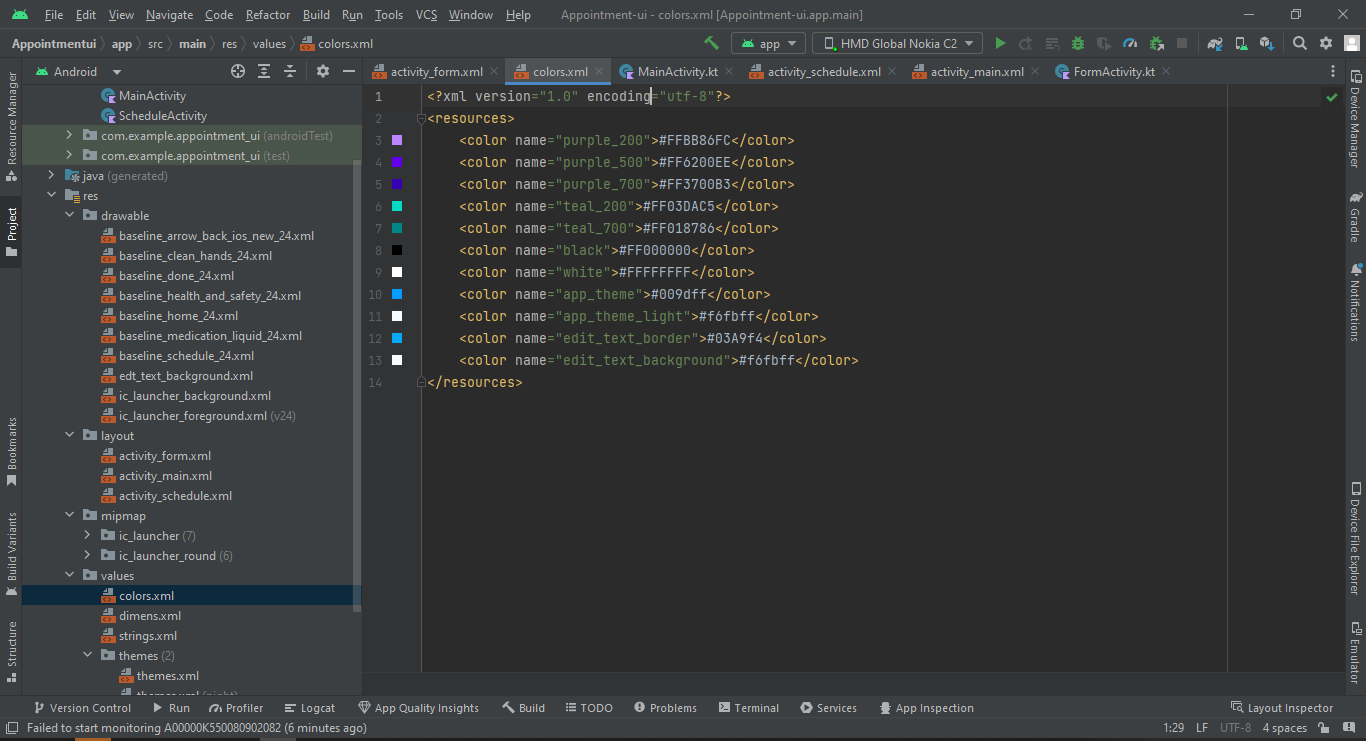 File Edit View Navigate Code Refactor Build Run Tools VCS Window Help Appointment-ui - colors.xml [Appointment-ui.app.main]
Appointmentui app src main res values colors.xml app HMD Global Nokia C2
Android
activity_form.xml colors.xml MainActivity.kt activity_schedule.xml activity_main.xml FormActivity.kt
Resource Manager
Project
Bookmarks
Build Variants
Structure
MainActivity
ScheduleActivity
com.example.appointment_ui (androidTest)
com.example.appointment_ui (test)
java (generated)
res
drawable
baseline_arrow_back_ios_new_24.xml
baseline_clean_hands_24.xml
baseline_done_24.xml
baseline_health_and_safety_24.xml
baseline_home_24.xml
baseline_medication_liquid_24.xml
baseline_schedule_24.xml
edt_text_background.xml
ic_launcher_background.xml
ic_launcher_foreground.xml (v24)
layout
activity_form.xml
activity_main.xml
activity_schedule.xml
mipmap
ic_launcher (7)
ic_launcher_round (6)
values
colors.xml
dimens.xml
strings.xml
themes (2)
themes.xml
themes.xml (night)
1 <?xml version="1.0" encoding="utf-8"?>
2 <resources>
3 <color name="purple_200">#FFBB86FC</color>
4 <color name="purple_500">#FF6200EE</color>
5 <color name="purple_700">#FF3700B3</color>
6 <color name="teal_200">#FF03DAC5</color>
7 <color name="teal_700">#FF018786</color>
8 <color name="black">#FF000000</color>
9 <color name="white">#FFFFFFFF</color>
10 <color name="app_theme">#009dff</color>
11 <color name="app_theme_light">#f6fbff</color>
12 <color name="edit_text_border">#03A9f4</color>
13 <color name="edit_text_background">#f6fbff</color>
14 </resources>
Device Manager
Gradle
Notifications
Device File Explorer
Emulator
Version Control Run Profiler Logcat App Quality Insights Build TODO Problems Terminal Services App Inspection Layout Inspector
Failed to start monitoring A00000K550080902082 (6 minutes ago) 1:29 LF UTF-8 4 spaces